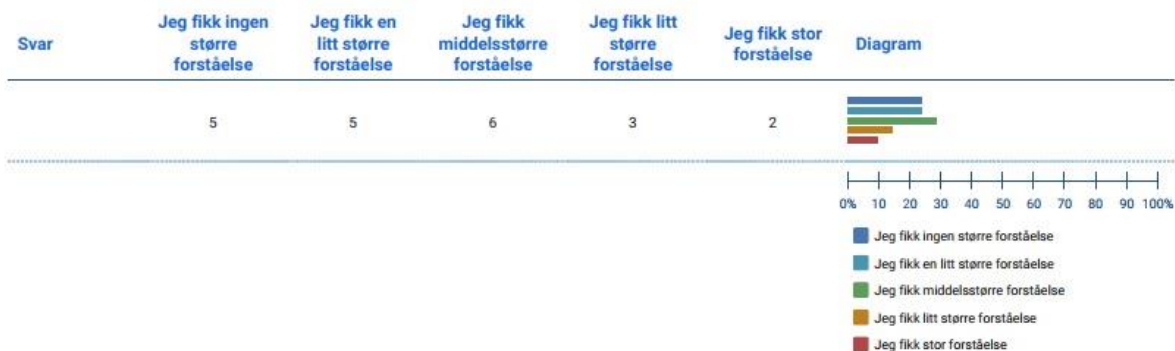 Svar
Jeg fikk ingen
større
forståelse
Jeg fikk en
litt større
forståelse
Jeg fikk
middelsstørre
forståelse
Jeg fikk litt
større
forståelse
Jeg fikk stor
forståelse
Diagram
5 5 6 3 2
0% 10 20 30 40 50 60 70 80 90 100%
Jeg fikk ingen større forståelse
Jeg fikk en litt større forståelse
Jeg fikk middelsstørre forståelse
Jeg fikk litt større forståelse
Jeg fikk stor forståelse